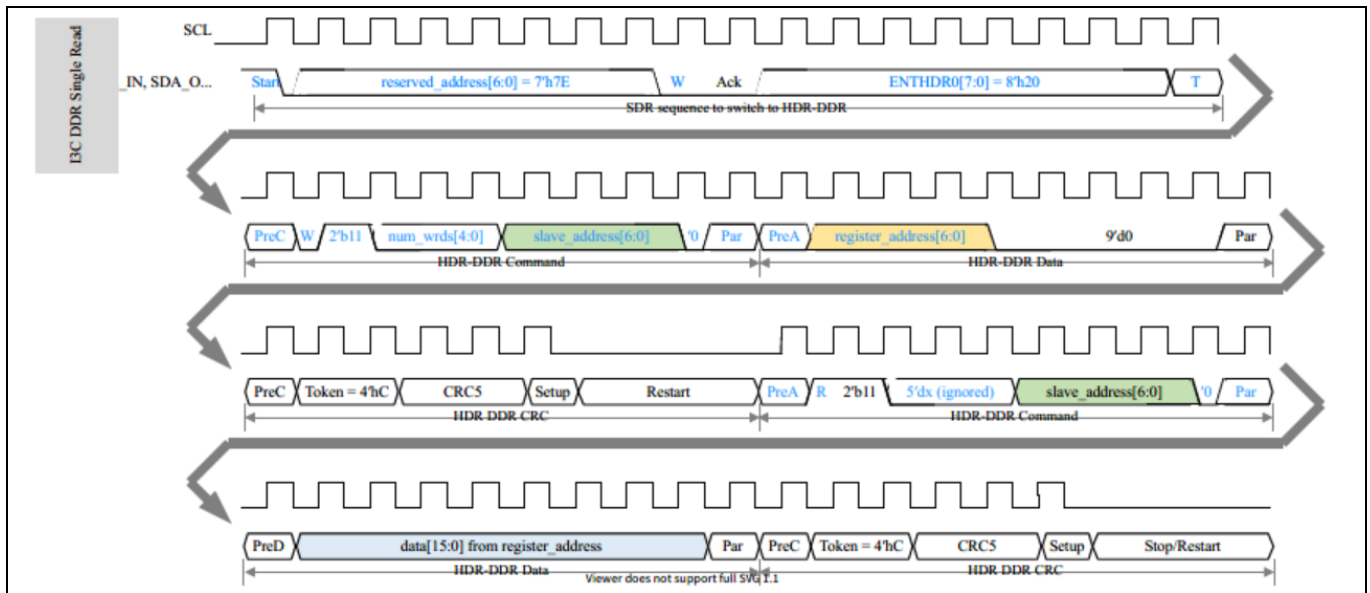 I3C DDR Single Read
SCL
_IN, SDA_O...
Start reserved_address[6:0] = 7'h7E W Ack ENTHDR0[7:0] = 8'h20 T
SDR sequence to switch to HDR-DDR
PreC W 2'b11 num_wrds[4:0] slave_address[6:0] '0 Par PreA register_address[6:0] 9'd0 Par
HDR-DDR Command HDR-DDR Data
PreC Token = 4'hC CRC5 Setup Restart PreA R 2'b11 5'dx (ignored) slave_address[6:0] '0 Par
HDR DDR CRC HDR-DDR Command
PreD data[15:0] from register_address Par PreC Token = 4'hC CRC5 Setup Stop/Restart
HDR-DDR Data HDR DDR CRC
Viewer does not support full SVG 1.1